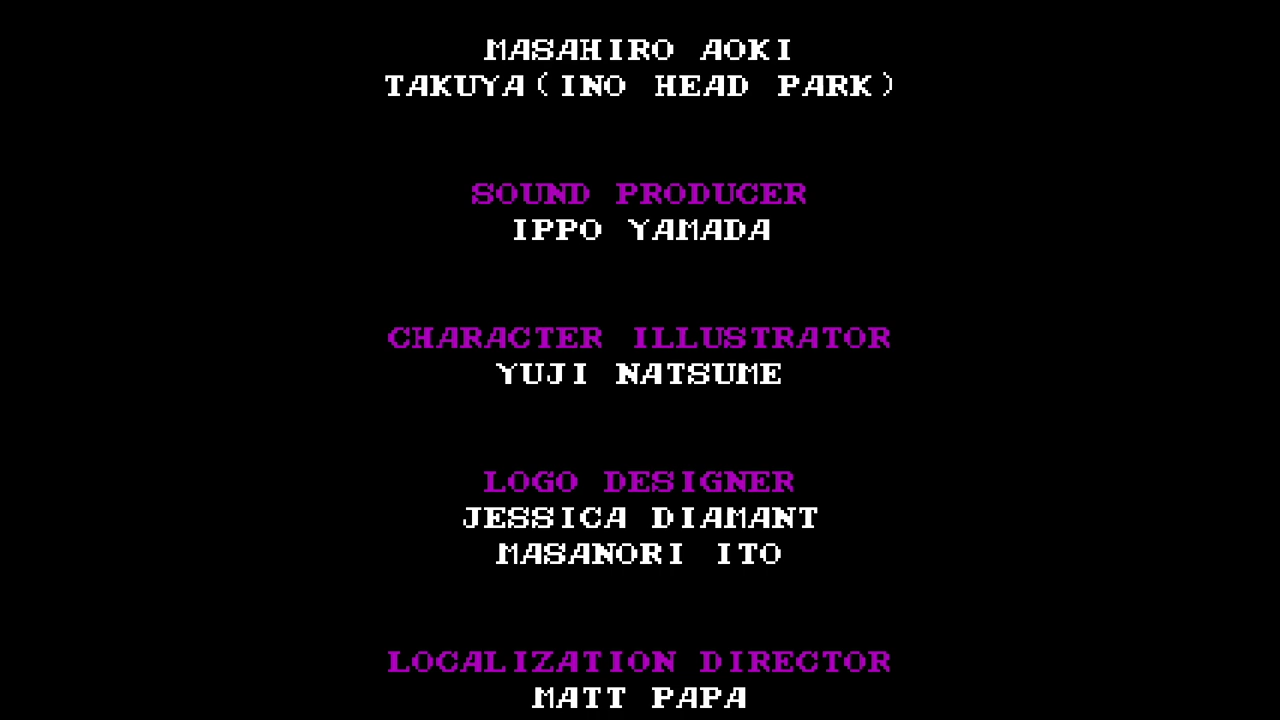 MASAHIRO AOKI
TAKUYA(INO HEAD PARK)
SOUND PRODUCER
IPPO YAMADA
CHARACTER ILLUSTRATOR
YUJI NATSUME
LOGO DESIGNER
JESSICA DIAMANT
MASANORI ITO
LOCALIZATION DIRECTOR
MATT PAPA